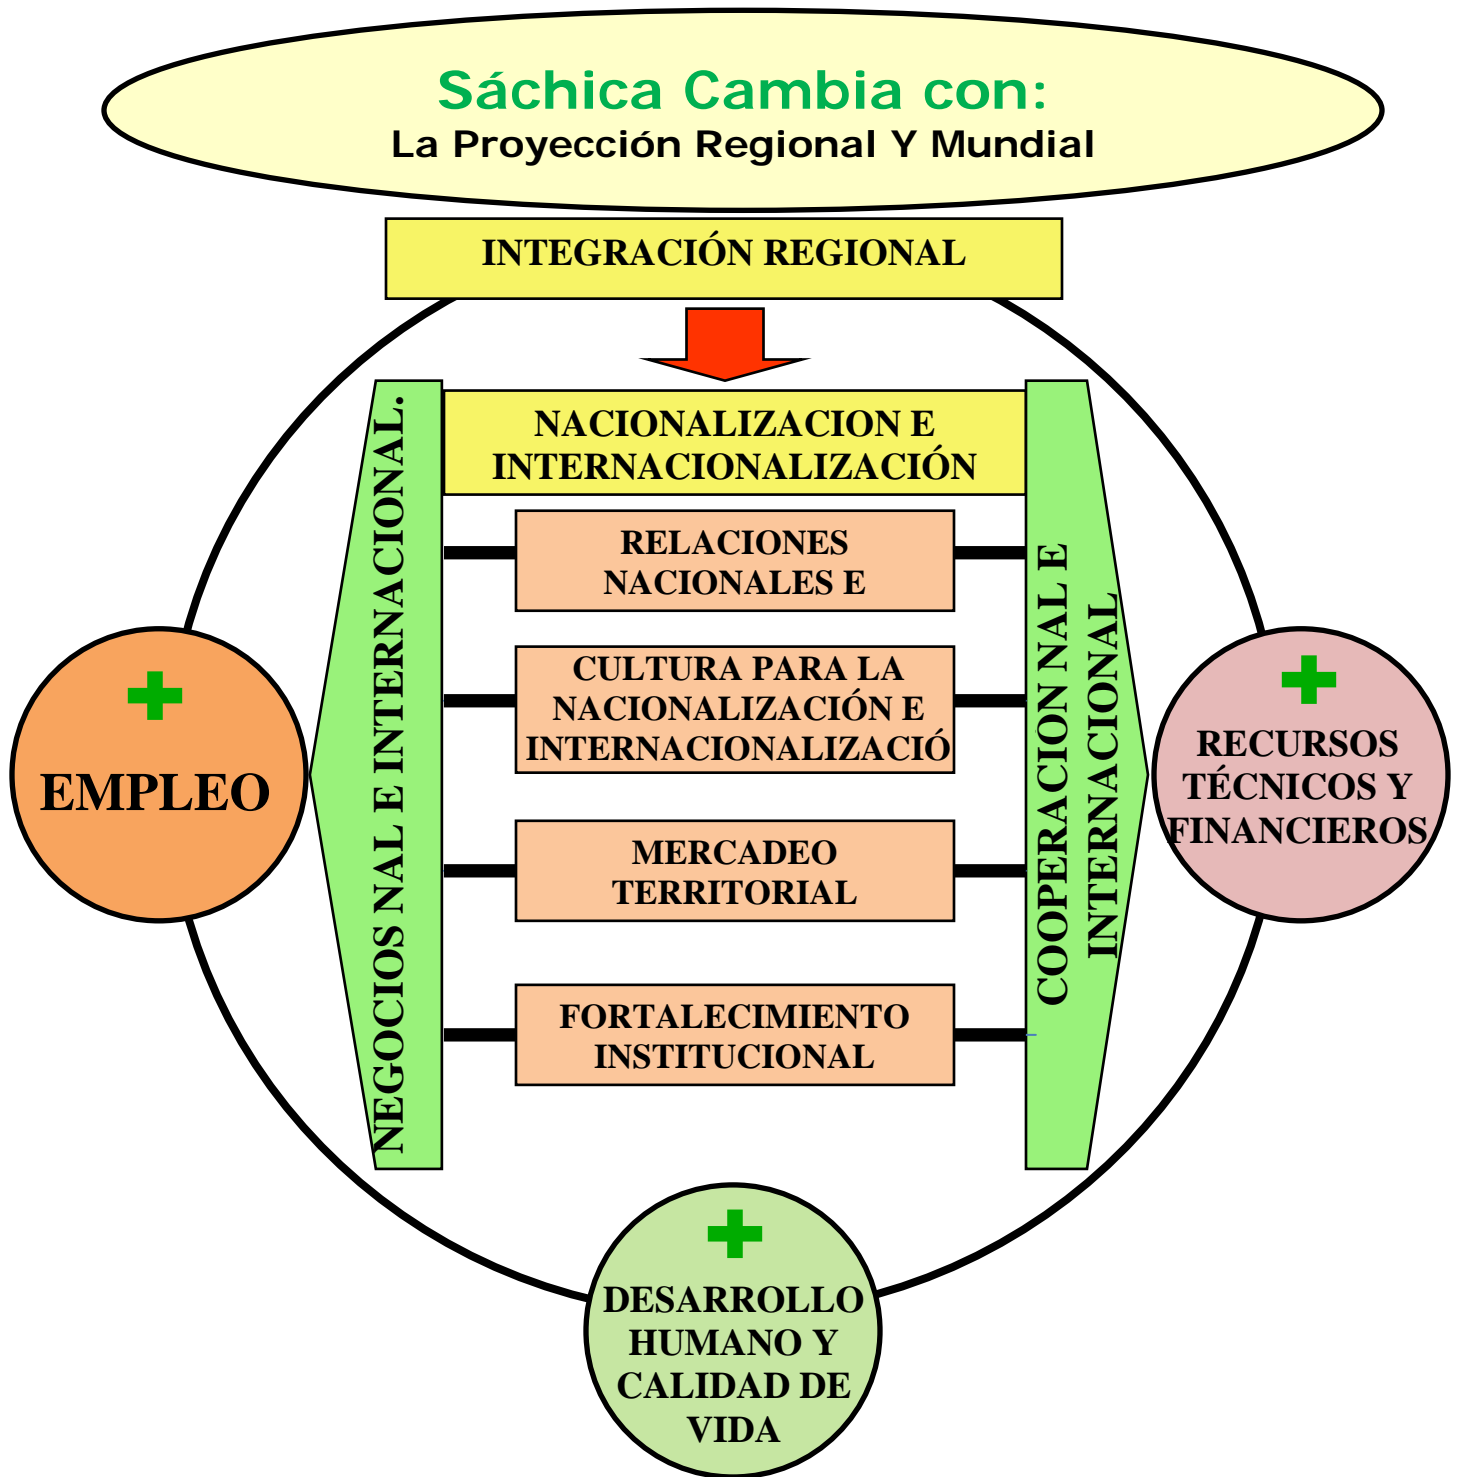 Sáchica Cambia con:
La Proyección Regional Y Mundial
INTEGRACIÓN REGIONAL
NACIONALIZACION E
INTERNACIONALIZACIÓN
NEGOCIOS NAL E INTERNACIONAL.
RELACIONES
NACIONALES E
CULTURA PARA LA
NACIONALIZACIÓN E
INTERNACIONALIZACIÓ
MERCADEO
TERRITORIAL
FORTALECIMIENTO
INSTITUCIONAL
COOPERACION NAL E
INTERNACIONAL
EMPLEO
RECURSOS
TÉCNICOS Y
FINANCIEROS
DESARROLLO
HUMANO Y
CALIDAD DE
VIDA